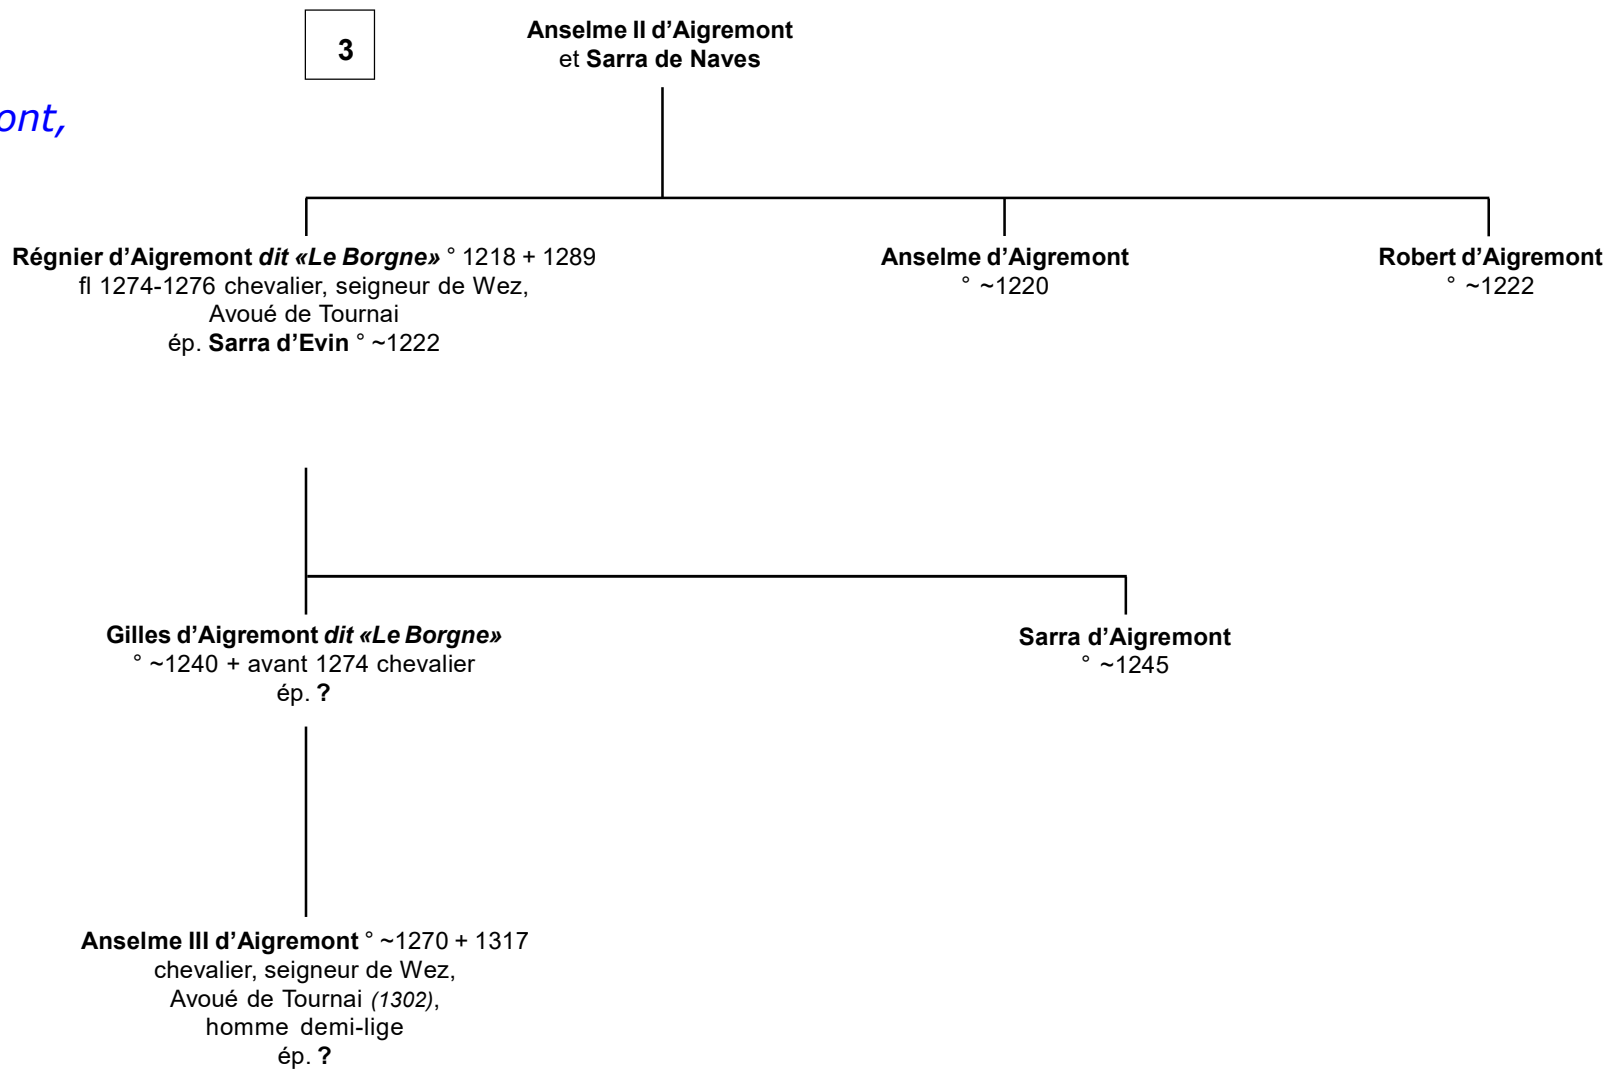 3
Anselme II d’Aigremont
et Sarra de Naves
ont,
Régnier d’Aigremont dit «Le Borgne» ° 1218 + 1289
fl 1274-1276 chevalier, seigneur de Wez,
Avoué de Tournai
ép. Sarra d’Evin ° ~1222
Anselme d’Aigremont
° ~1220
Robert d’Aigremont
° ~1222
Gilles d’Aigremont dit «Le Borgne»
° ~1240 + avant 1274 chevalier
ép. ?
Sarra d’Aigremont
° ~1245
Anselme III d’Aigremont ° ~1270 + 1317
chevalier, seigneur de Wez,
Avoué de Tournai (1302),
homme demi-lige
ép. ?